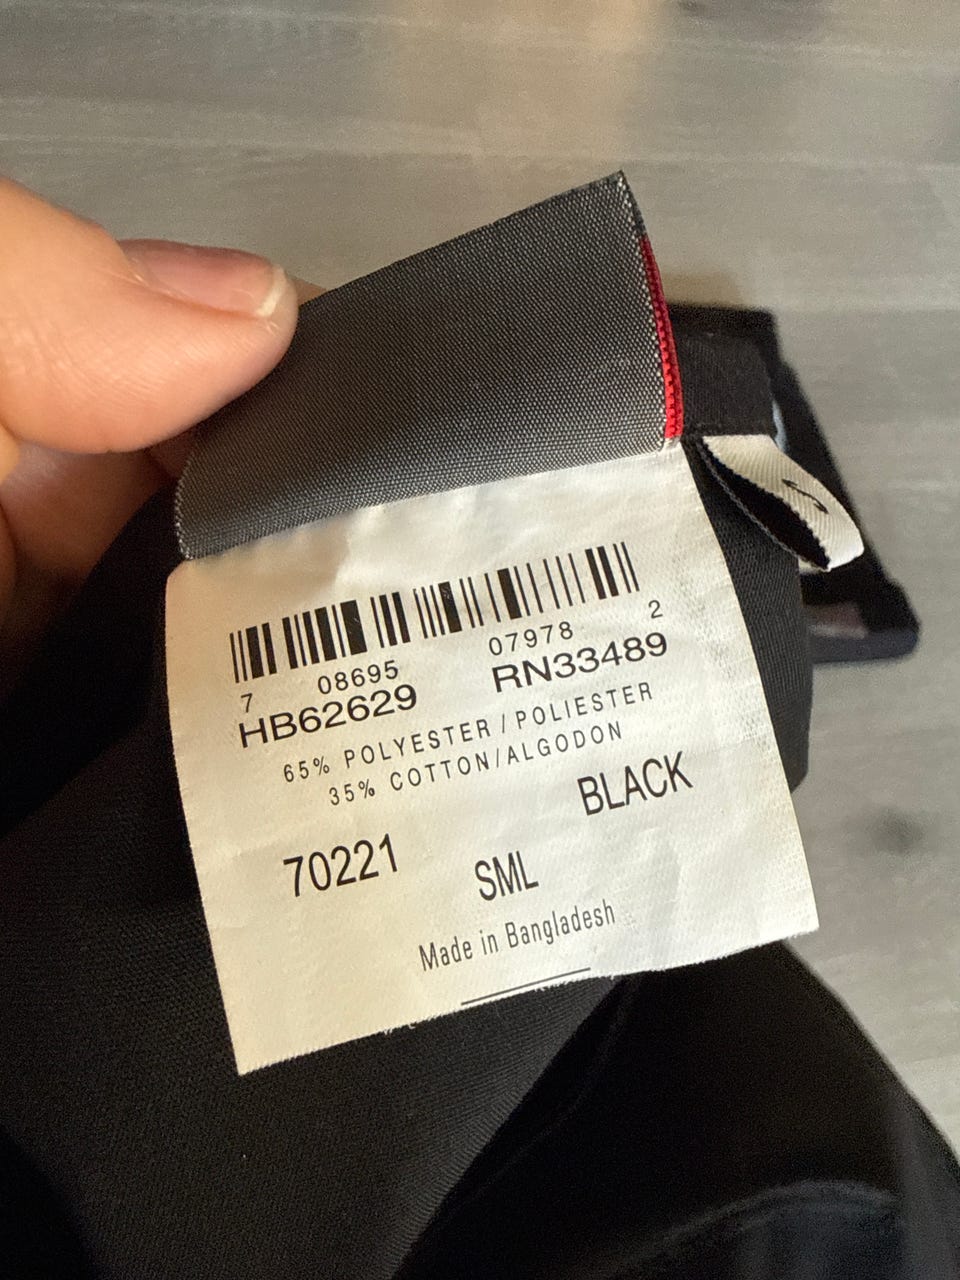 7 08695 07978 2
HB62629 RN33489
65% POLYESTER / POLIESTER
35% COTTON/ALGODON
BLACK
70221
SML
Made in Bangladesh